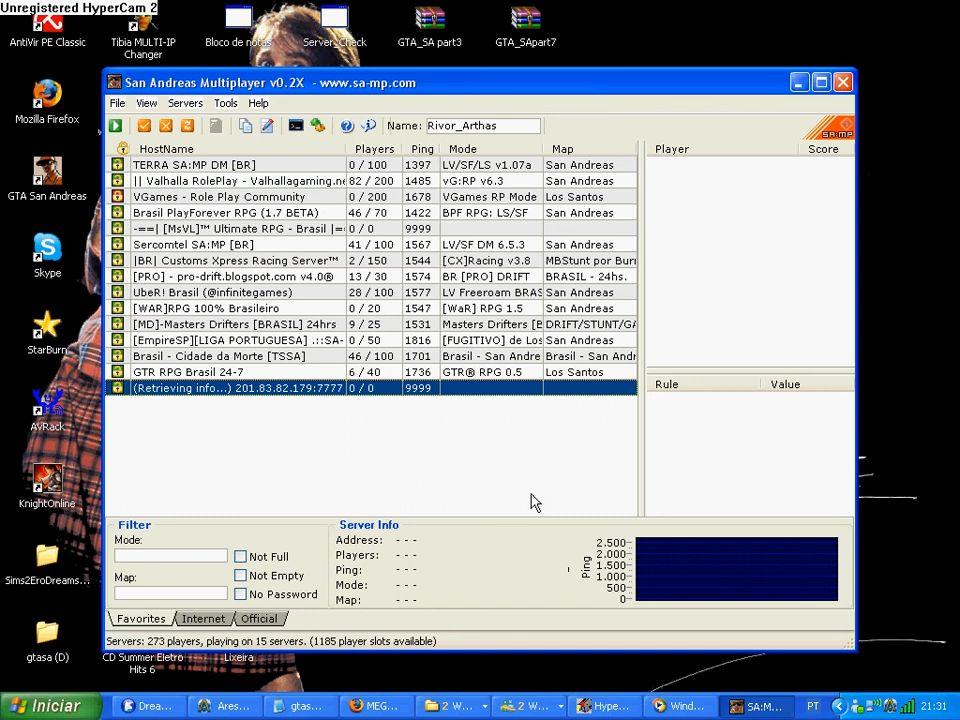 Unregistered HyperCam 2
AntiVir PE Classic
Tibia MULTI-IP
Changer
Bloco de notas
Server_Check
GTA_SA part3
GTA_SApart7
Mozilla Firefox
GTA San Andreas
Skype
StarBurn
AVRack
KnightOnline
Sims2EroDreams...
gtasa (D)
CD Summer Eletro
Hits 6
Lixeira
San Andreas Multiplayer v0.2X - www.sa-mp.com
File View Servers Tools Help
Name: Rivor_Arthas
SA:MP
HostName Players Ping Mode Map Player Score
TERRA SA:MP DM [BR] 0 / 100 1397 LV/SF/LS v1.07a San Andreas
|| Valhalla RolePlay - Valhallagaming.ne 82 / 200 1485 vG:RP v6.3 San Andreas
VGames - Role Play Community 0 / 200 1678 VGames RP Mode Los Santos
Brasil PlayForever RPG (1.7 BETA) 46 / 70 1422 BPF RPG: LS/SF San Andreas
-==| [MsVL]™ Ultimate RPG - Brasil |= 0 / 0 9999
Sercomtel SA:MP [BR] 41 / 100 1567 LV/SF DM 6.5.3 San Andreas
|BR| Customs Xpress Racing Server™ 2 / 150 1544 [CX]Racing v3.8 MBStunt por Burn
[PRO] - pro-drift.blogspot.com v4.0® 13 / 30 1574 BR [PRO] DRIFT BRASIL - 24hs.
UbeR! Brasil (@infinitegames) 28 / 100 1577 LV Freeroam BRAS San Andreas
[WAR]RPG 100% Brasileiro 0 / 20 1547 [WaR] RPG 1.5 San Andreas
[MD]-Masters Drifters [BRASIL] 24hrs 9 / 25 1531 Masters Drifters [B DRIFT/STUNT/GA
[EmpireSP][LIGA PORTUGUESA] .::SA- 0 / 50 1816 [FUGITIVO] de Los San Andreas
Brasil - Cidade da Morte [TSSA] 46 / 100 1701 Brasil - San Andre Brasil - San Andr
GTR RPG Brasil 24-7 6 / 40 1736 GTR® RPG 0.5 Los Santos
(Retrieving info...) 201.83.82.179:7777 0 / 0 9999
Rule Value
Filter
Mode:
Not Full
Not Empty
Map:
No Password
Server Info
Address: - - -
Players: - - -
Ping: - - -
Mode: - - -
Map: - - -
Ping
2.500
2.000
1.500
1.000
500
0
Favorites Internet Official
Servers: 273 players, playing on 15 servers. (1185 player slots available)
Iniciar Drea... Ares... gtas... MEG... 2 W... 2 W... Hype... Wind... SA:M... PT 21:31